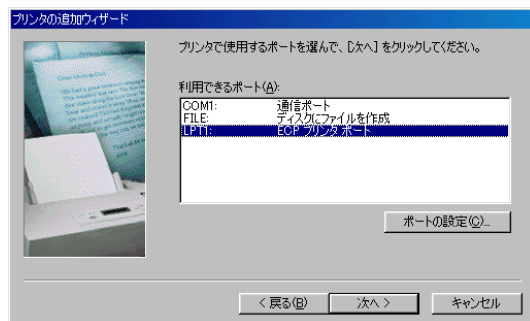 プリンタの追加ウィザード
プリンタで使用するポートを選んで、[次へ] をクリックしてください。
利用できるポート(A):
COM1: 通信ポート
FILE: ディスクにファイルを作成
LPT1: ECP プリンタ ポート
ポートの設定(C)...
< 戻る(B)
次へ >
キャンセル